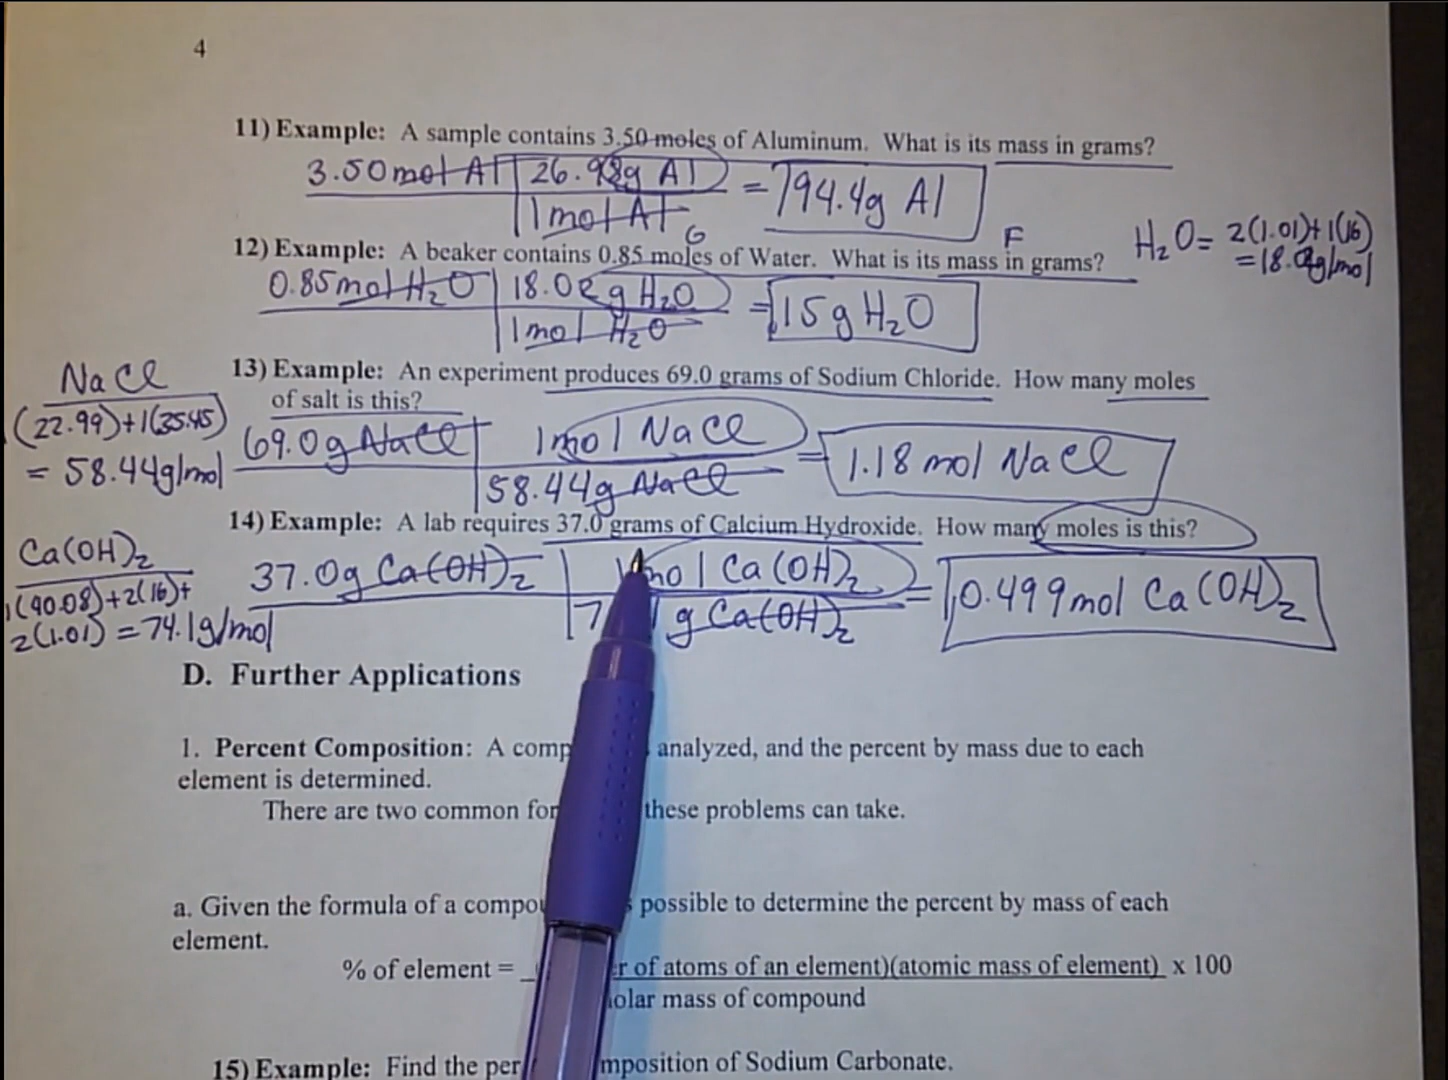 4
11) Example: A sample contains 3.50 moles of Aluminum. What is its mass in grams?
3.50 mol Al | 26.98g Al = 94.4g Al
1 mol Al
G
F
12) Example: A beaker contains 0.85 moles of Water. What is its mass in grams?
H2O = 2(1.01)+1(16)
= 18.02g/mol
0.85 mol H2O | 18.02 g H2O = 15 g H2O
1 mol H2O
NaCl
13) Example: An experiment produces 69.0 grams of Sodium Chloride. How many moles
of salt is this?
(22.99)+1(35.45)
= 58.44g/mol
69.0g NaCl | 1 mol NaCl = 1.18 mol NaCl
58.44g NaCl
14) Example: A lab requires 37.0 grams of Calcium Hydroxide. How many moles is this?
Ca(OH)2
1(40.08)+2(16)+
2(1.01) = 74.1g/mol
37.0g Ca(OH)2 | mol Ca(OH)2 = 0.499 mol Ca(OH)2
g Ca(OH)2
D. Further Applications
1. Percent Composition: A analyzed, and the percent by mass due to each
element is determined.
There are two common these problems can take.
a. Given the formula of a possible to determine the percent by mass of each
element.
% of element = of atoms of an element)(atomic mass of element) x 100
mass of compound
15) Example: Find the of Sodium Carbonate.